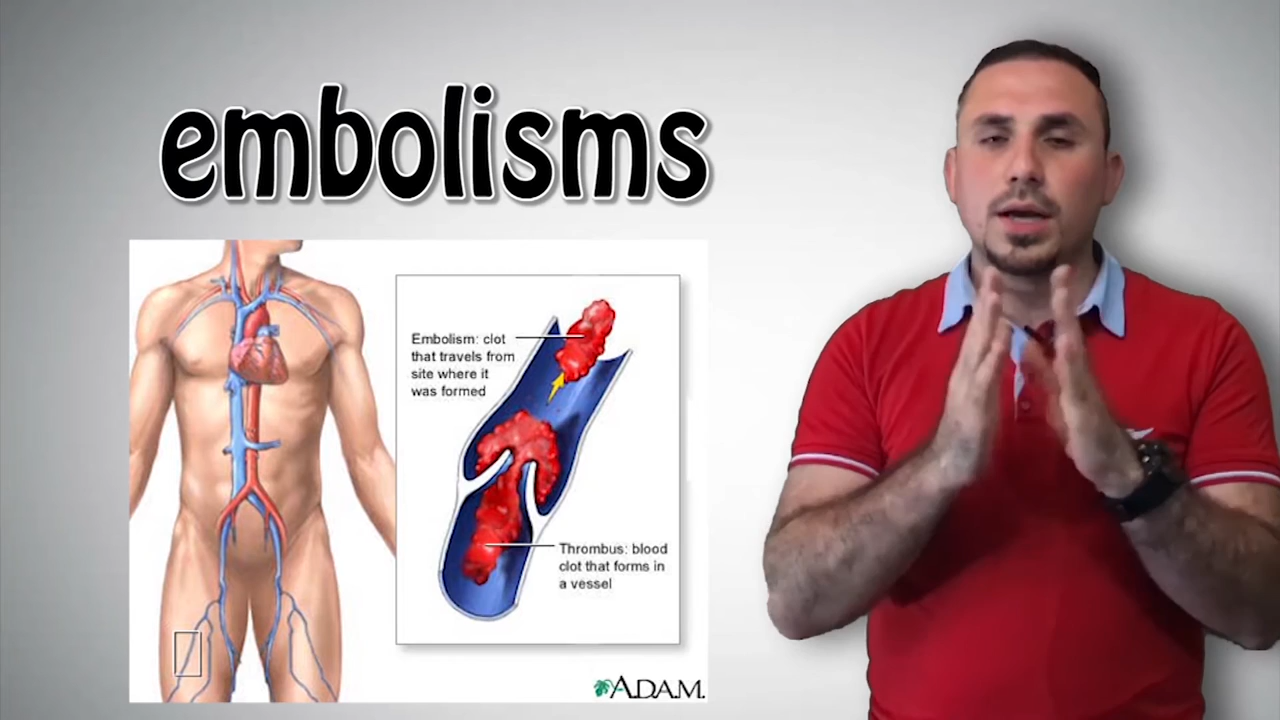 embolisms
Embolism: clot
that travels from
site where it
was formed
Thrombus: blood
clot that forms in
a vessel
A.D.A.M.